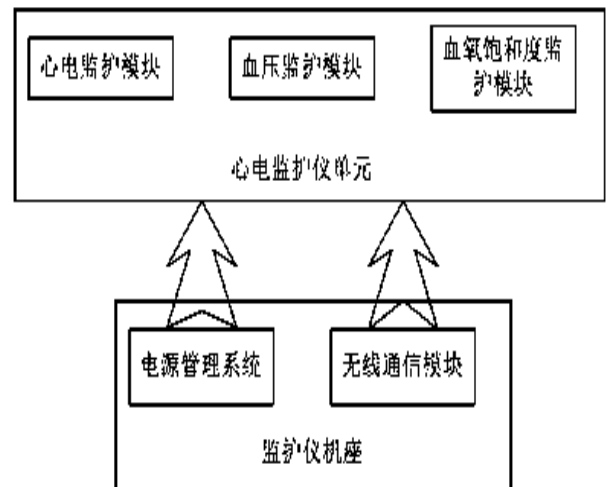 心电监护模块
血压监护模块
血氧饱和度监
护模块
心电监护仪单元
电源管理系统
无线通信模块
监护仪机座